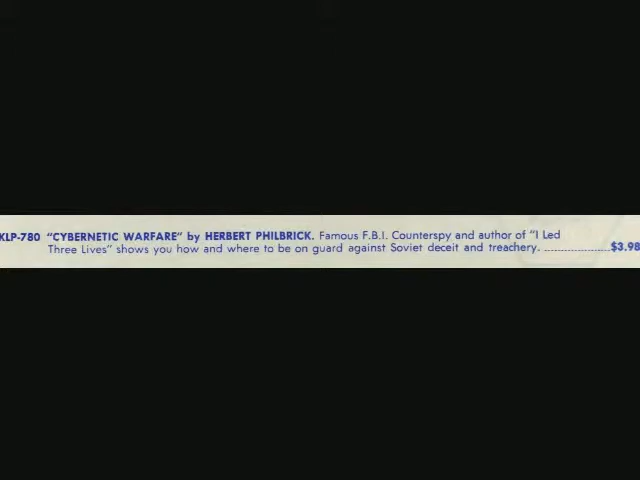 KLP-780 "CYBERNETIC WARFARE" by HERBERT PHILBRICK. Famous F.B.I. Counterspy and author of "I Led
Three Lives" shows you how and where to be on guard against Soviet deceit and treachery. ....................$3.98